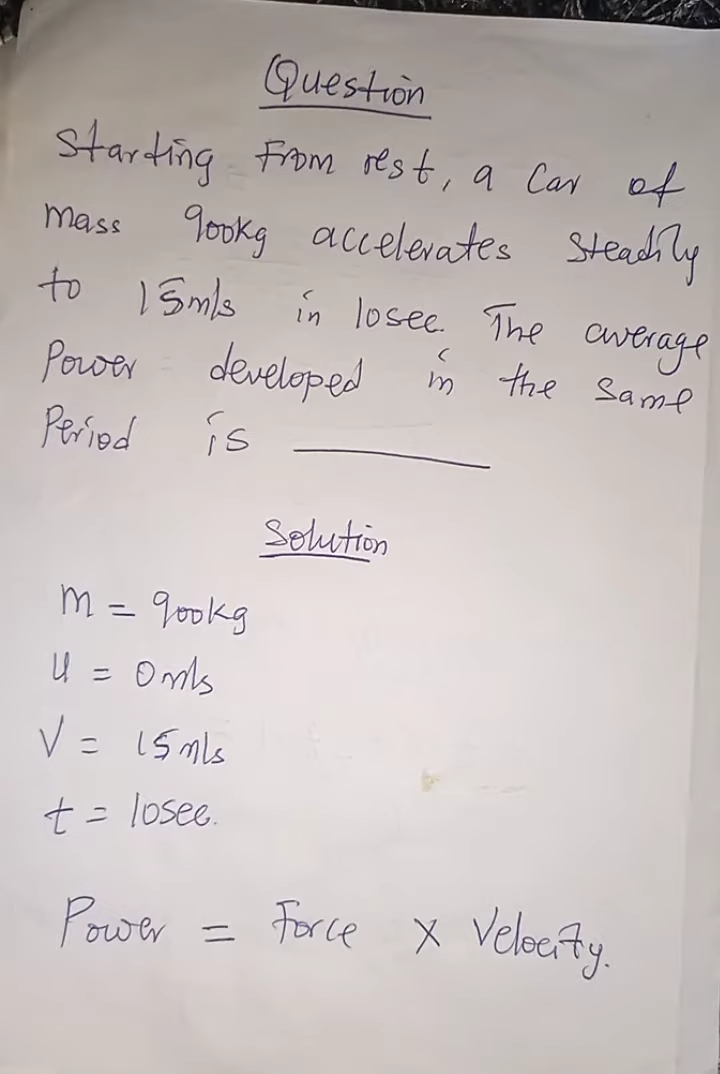 Question
Starting From rest, a Car of
mass 900kg accelerates steadily
to 15m/s in 10sec. The average
Power developed in the same
Period is ________
Solution
m = 900kg
u = 0m/s
V = 15m/s
t = 10sec.
Power = Force x Velocity.